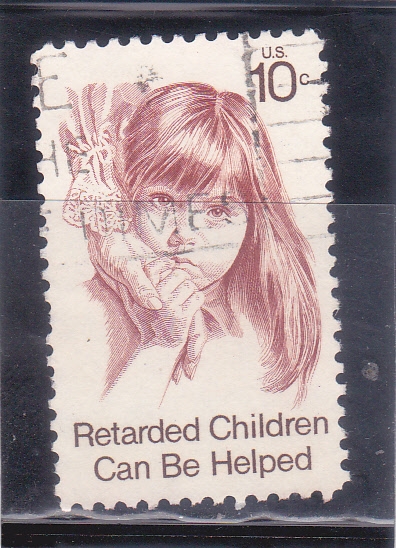 U.S.
10c
Retarded Children
Can Be Helped